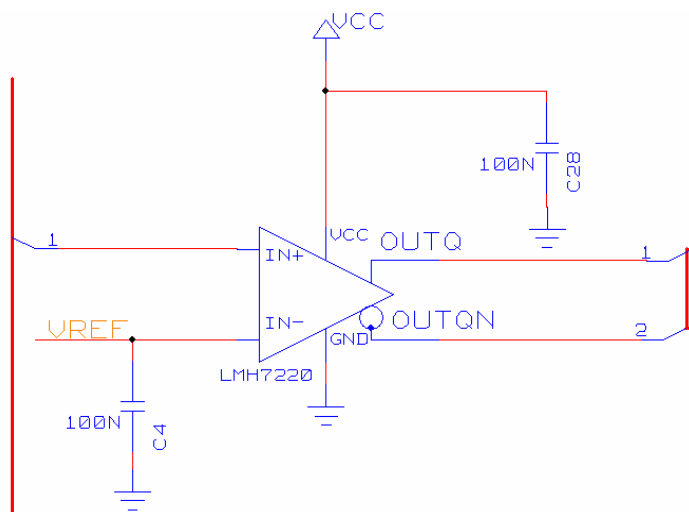 VCC
100N
C28
1
VCC
OUTQ
IN+
1
VREF
IN-
OUTQN
GND
2
LMH7220
100N
C4